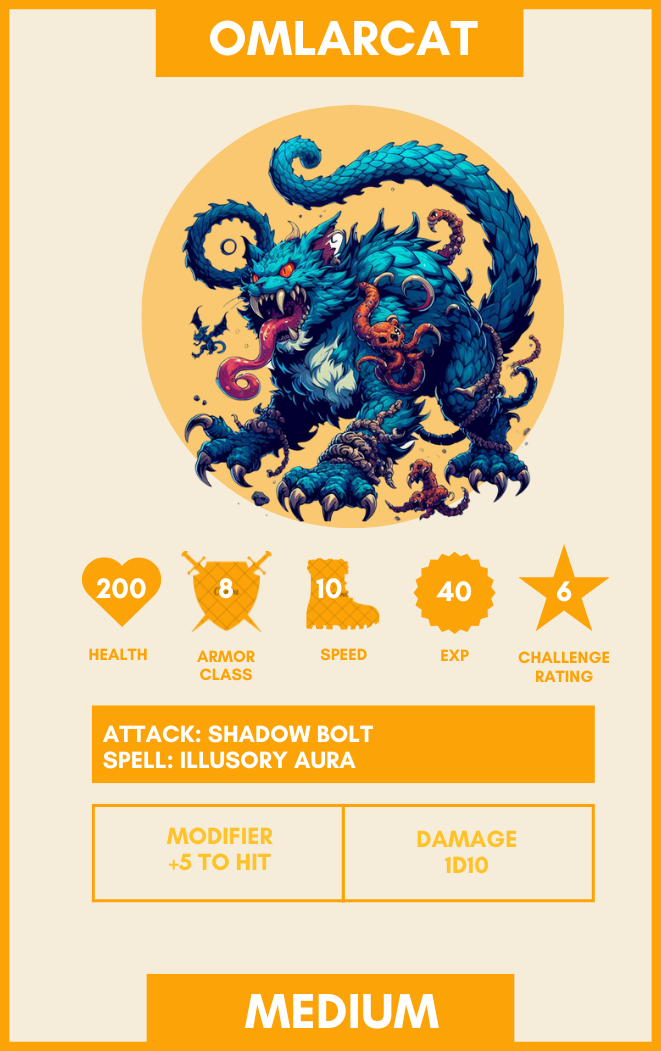 OMLARCAT
200
8
10
40
6
HEALTH
ARMOR
CLASS
SPEED
EXP
CHALLENGE
RATING
ATTACK: SHADOW BOLT
SPELL: ILLUSORY AURA
MODIFIER
+5 TO HIT
DAMAGE
1D10
MEDIUM